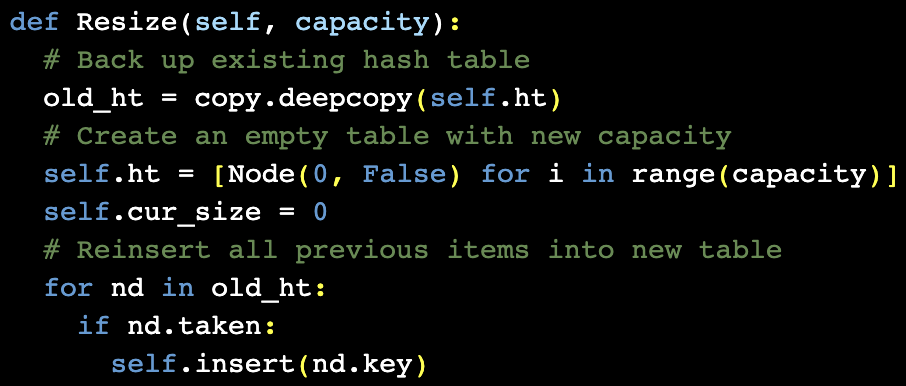 def Resize(self, capacity):
  # Back up existing hash table
  old_ht = copy.deepcopy(self.ht)
  # Create an empty table with new capacity
  self.ht = [Node(0, False) for i in range(capacity)]
  self.cur_size = 0
  # Reinsert all previous items into new table
  for nd in old_ht:
    if nd.taken:
      self.insert(nd.key)